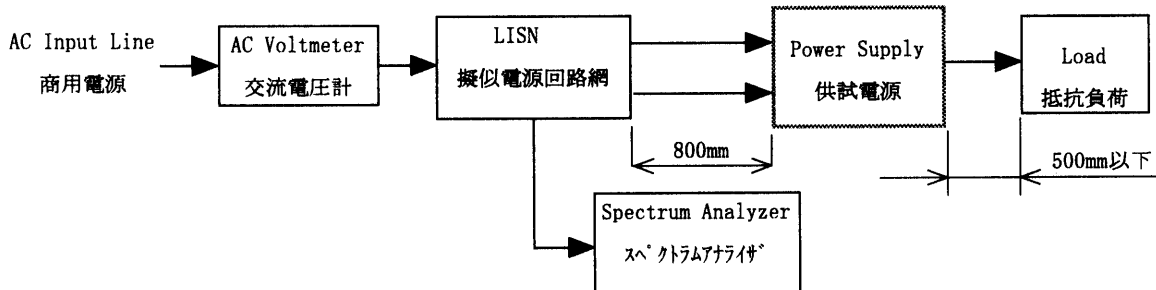 AC Input Line
商用電源
AC Voltmeter
交流電圧計
LISN
擬似電源回路網
Power Supply
供試電源
Load
抵抗負荷
800mm
500mm以下
Spectrum Analyzer
ｽﾍﾟｸﾄﾗﾑｱﾅﾗｲｻﾞ